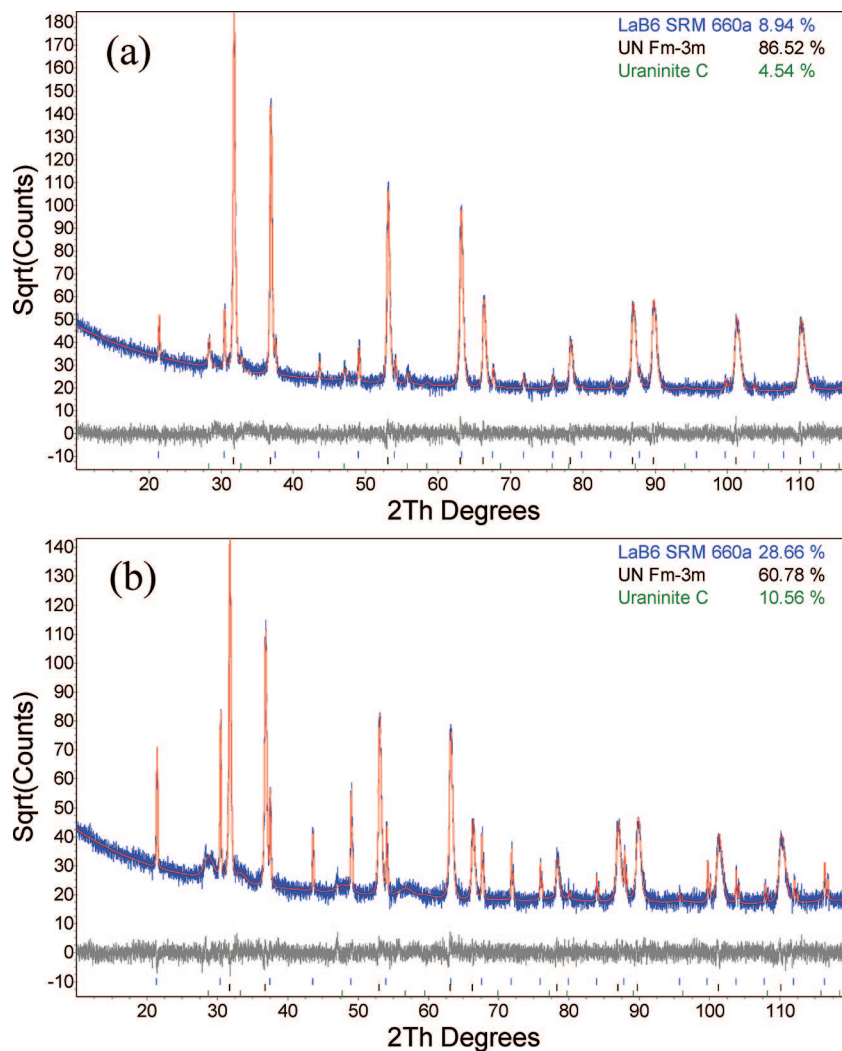 (a)
LaB6 SRM 660a 8.94 %
UN Fm-3m 86.52 %
Uraninite C 4.54 %
Sqrt(Counts)
180
170
160
150
140
130
120
110
100
90
80
70
60
50
40
30
20
10
0
-10
20 30 40 50 60 70 80 90 100 110
2Th Degrees
(b)
LaB6 SRM 660a 28.66 %
UN Fm-3m 60.78 %
Uraninite C 10.56 %
Sqrt(Counts)
140
130
120
110
100
90
80
70
60
50
40
30
20
10
0
-10
20 30 40 50 60 70 80 90 100 110
2Th Degrees